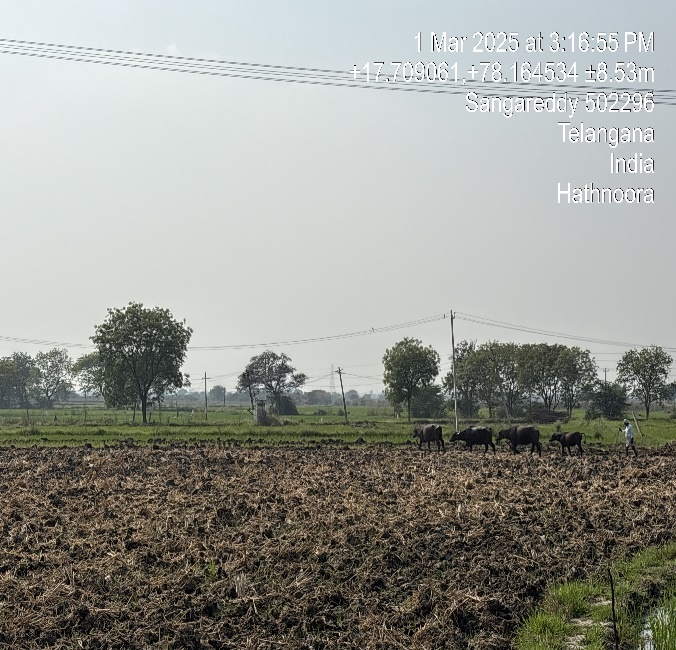 1 Mar 2025 at 3:16:55 PM
+17.709061,+78.164534 ±8.53m
Sangareddy 502296
Telangana
India
Hathnoora